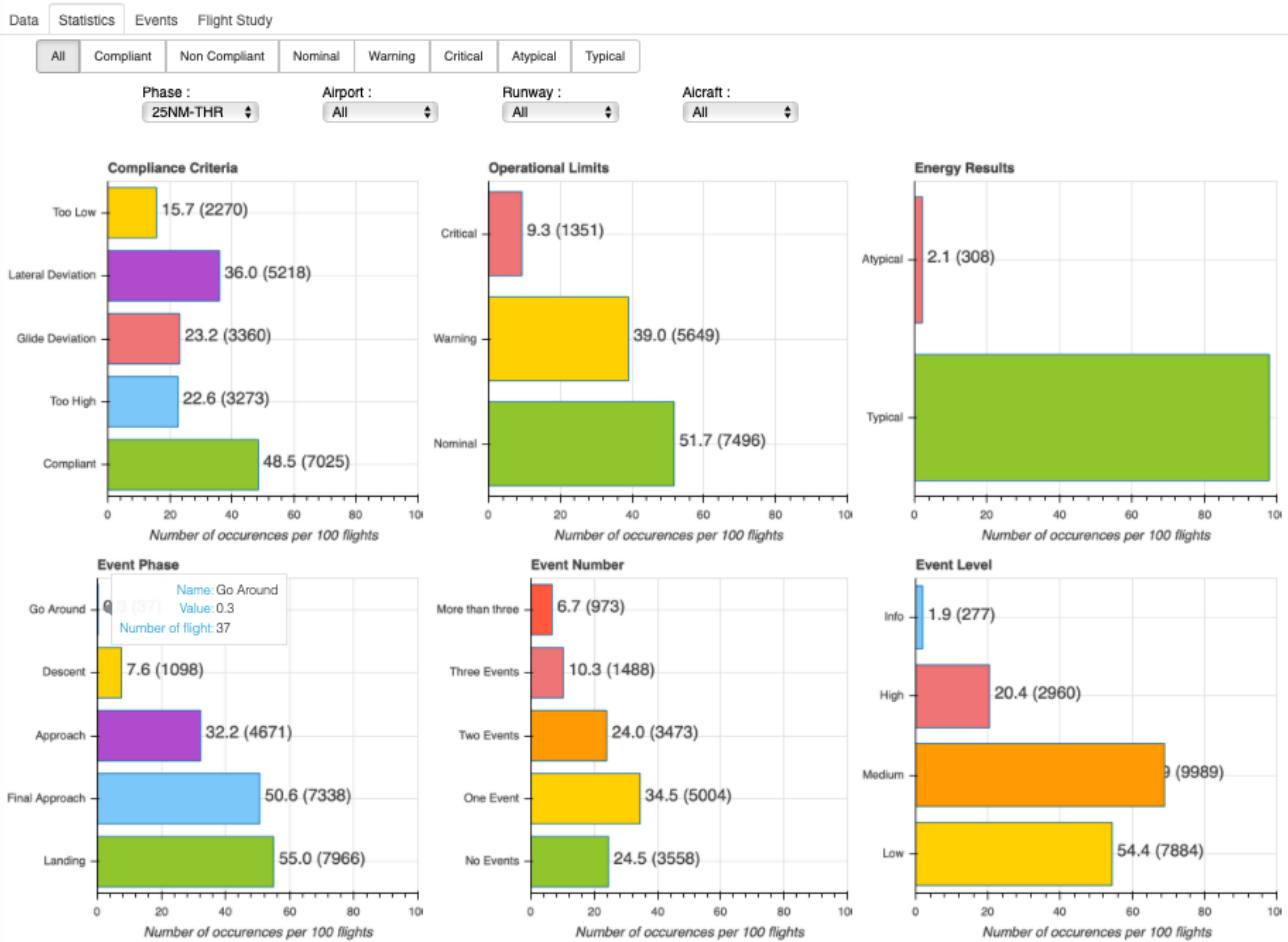 Data Statistics Events Flight Study
All Compliant Non Compliant Nominal Warning Critical Atypical Typical
Phase : Airport : Runway : Aicraft :
25NM-THR All All All
Compliance Criteria
Too Low 15.7 (2270)
Lateral Deviation 36.0 (5218)
Glide Deviation 23.2 (3360)
Too High 22.6 (3273)
Compliant 48.5 (7025)
0 20 40 60 80 10
Number of occurences per 100 flights
Operational Limits
Critical 9.3 (1351)
Warning 39.0 (5649)
Nominal 51.7 (7496)
0 20 40 60 80 10
Number of occurences per 100 flights
Energy Results
Atypical 2.1 (308)
Typical
0 20 40 60 80 10
Number of occurences per 100 flights
Event Phase
Go Around
Name: Go Around
Value: 0.3
Number of flight: 37
Descent 7.6 (1098)
Approach 32.2 (4671)
Final Approach 50.6 (7338)
Landing 55.0 (7966)
0 20 40 60 80 10
Number of occurences per 100 flights
Event Number
More than three 6.7 (973)
Three Events 10.3 (1488)
Two Events 24.0 (3473)
One Event 34.5 (5004)
No Events 24.5 (3558)
0 20 40 60 80 10
Number of occurences per 100 flights
Event Level
Info 1.9 (277)
High 20.4 (2960)
Medium 9 (9989)
Low 54.4 (7884)
0 20 40 60 80 10
Number of occurences per 100 flights